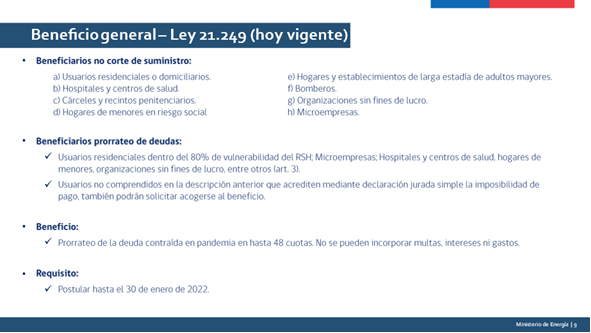 Beneficio general – Ley 21.249 (hoy vigente)
• Beneficiarios no corte de suministro:
a) Usuarios residenciales o domiciliarios.
b) Hospitales y centros de salud.
c) Cárceles y recintos penitenciarios.
d) Hogares de menores en riesgo social
e) Hogares y establecimientos de larga estadía de adultos mayores.
f) Bomberos.
g) Organizaciones sin fines de lucro.
h) Microempresas.
• Beneficiarios prorrateo de deudas:
✓ Usuarios residenciales dentro del 80% de vulnerabilidad del RSH; Microempresas; Hospitales y centros de salud, hogares de
menores, organizaciones sin fines de lucro, entre otros (art. 3).
✓ Usuarios no comprendidos en la descripción anterior que acrediten mediante declaración jurada simple la imposibilidad de
pago, también podrán solicitar acogerse al beneficio.
• Beneficio:
✓ Prorrateo de la deuda contraída en pandemia en hasta 48 cuotas. No se pueden incorporar multas, intereses ni gastos.
• Requisito:
✓ Postular hasta el 30 de enero de 2022.
Ministerio de Energía | 9